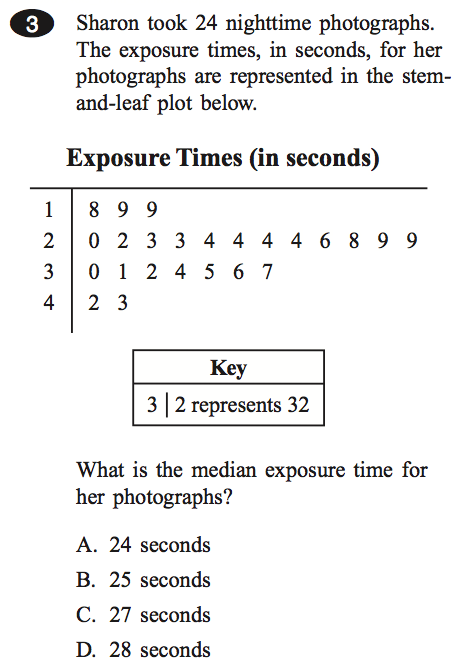 3 Sharon took 24 nighttime photographs.
The exposure times, in seconds, for her
photographs are represented in the stem-
and-leaf plot below.
Exposure Times (in seconds)
1 | 8 9 9
2 | 0 2 3 3 4 4 4 4 6 8 9 9
3 | 0 1 2 4 5 6 7
4 | 2 3
Key
3 | 2 represents 32
What is the median exposure time for
her photographs?
A. 24 seconds
B. 25 seconds
C. 27 seconds
D. 28 seconds